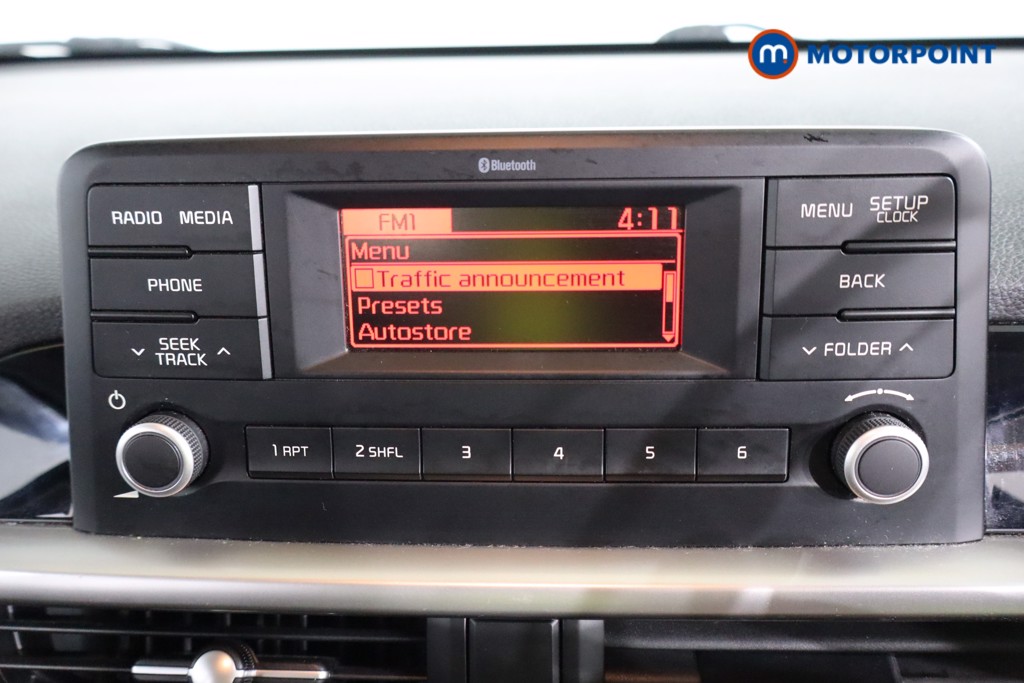 m MOTORPOINT
Bluetooth
RADIO MEDIA
PHONE
SEEK
TRACK
FM1 4:11
Menu
Traffic announcement
Presets
Autostore
MENU SETUP
CLOCK
BACK
FOLDER
1 RPT 2 SHFL 3 4 5 6